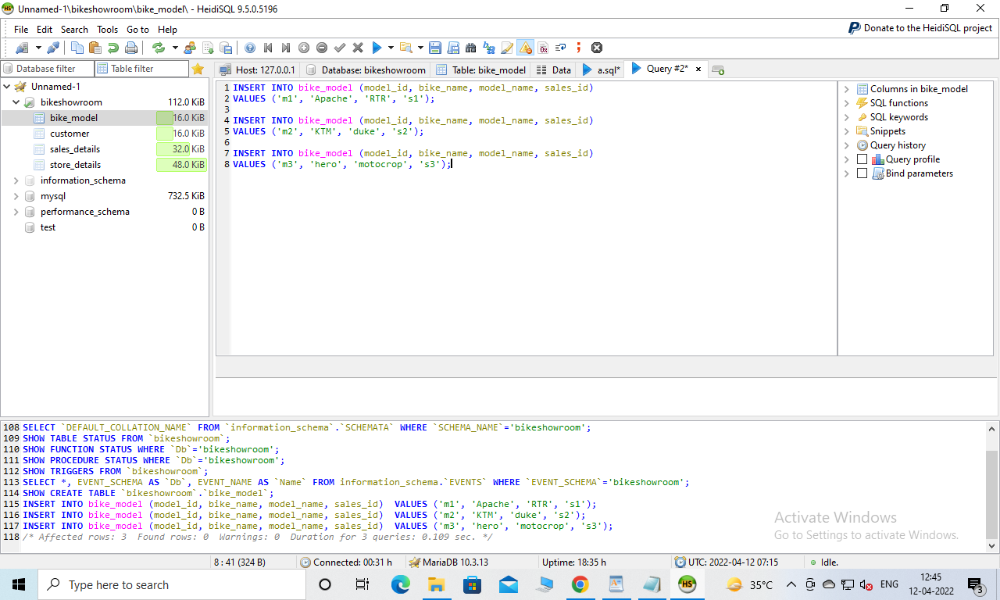 Unnamed-1\bikeshowroom\bike_model\ - HeidiSQL 9.5.0.5196
File Edit Search Tools Go to Help
Donate to the HeidiSQL project
Database filter Table filter
Host: 127.0.0.1 Database: bikeshowroom Table: bike_model Data a.sql* Query #2* ×
Unnamed-1
bikeshowroom 112.0 KiB
bike_model 16.0 KiB
customer 16.0 KiB
sales_details 32.0 KiB
store_details 48.0 KiB
information_schema
mysql 732.5 KiB
performance_schema 0 B
test 0 B
1 INSERT INTO bike_model (model_id, bike_name, model_name, sales_id)
2 VALUES ('m1', 'Apache', 'RTR', 's1');
3
4 INSERT INTO bike_model (model_id, bike_name, model_name, sales_id)
5 VALUES ('m2', 'KTM', 'duke', 's2');
6
7 INSERT INTO bike_model (model_id, bike_name, model_name, sales_id)
8 VALUES ('m3', 'hero', 'motocrop', 's3');
Columns in bike_model
SQL functions
SQL keywords
Snippets
Query history
Query profile
Bind parameters
108 SELECT `DEFAULT_COLLATION_NAME` FROM `information_schema`.`SCHEMATA` WHERE `SCHEMA_NAME`='bikeshowroom';
109 SHOW TABLE STATUS FROM `bikeshowroom`;
110 SHOW FUNCTION STATUS WHERE `Db`='bikeshowroom';
111 SHOW PROCEDURE STATUS WHERE `Db`='bikeshowroom';
112 SHOW TRIGGERS FROM `bikeshowroom`;
113 SELECT *, EVENT_SCHEMA AS `Db`, EVENT_NAME AS `Name` FROM information_schema.`EVENTS` WHERE `EVENT_SCHEMA`='bikeshowroom';
114 SHOW CREATE TABLE `bikeshowroom`.`bike_model`;
115 INSERT INTO bike_model (model_id, bike_name, model_name, sales_id)  VALUES ('m1', 'Apache', 'RTR', 's1');
116 INSERT INTO bike_model (model_id, bike_name, model_name, sales_id)  VALUES ('m2', 'KTM', 'duke', 's2');
117 INSERT INTO bike_model (model_id, bike_name, model_name, sales_id)  VALUES ('m3', 'hero', 'motocrop', 's3');
118 /* Affected rows: 3  Found rows: 0  Warnings: 0  Duration for 3 queries: 0.109 sec. */
Activate Windows
Go to Settings to activate Windows.
8 : 41 (324 B) Connected: 00:31 h MariaDB 10.3.13 Uptime: 18:35 h UTC: 2022-04-12 07:15 Idle.
Type here to search
35°C ENG
12:45
12-04-2022
3